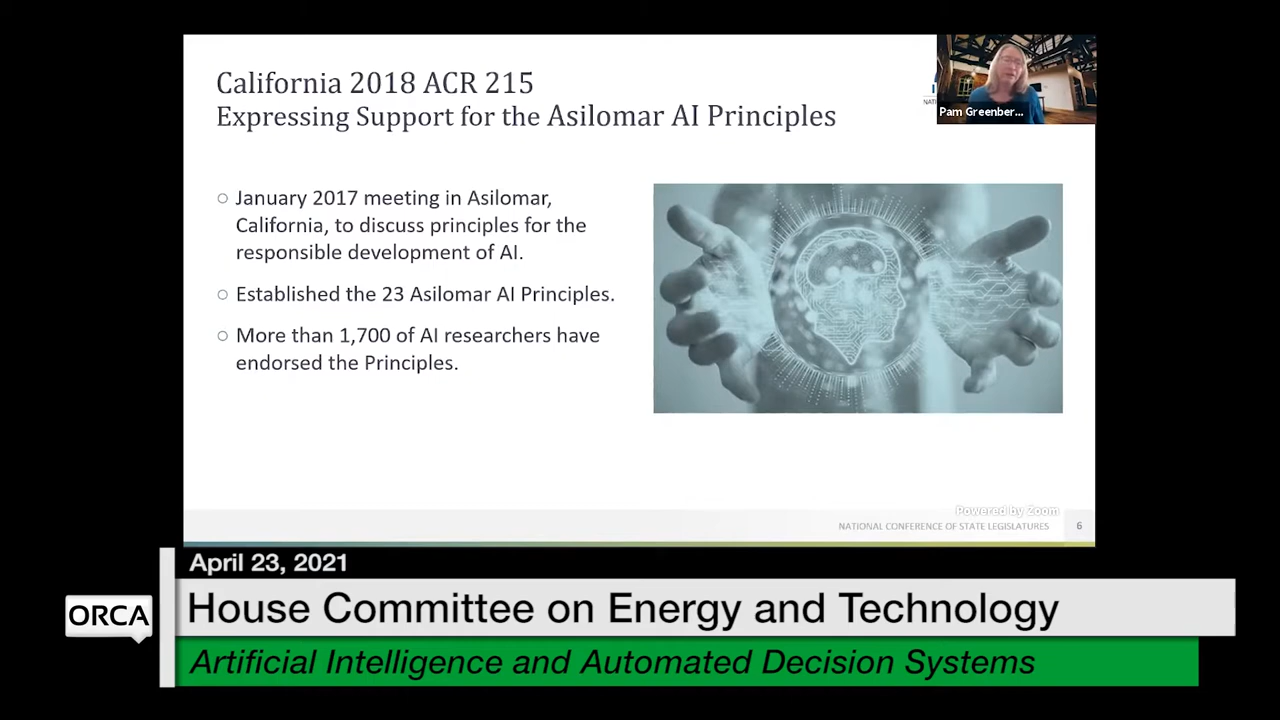 California 2018 ACR 215
Expressing Support for the Asilomar AI Principles
Pam Greenber...
January 2017 meeting in Asilomar,
California, to discuss principles for the
responsible development of AI.
Established the 23 Asilomar AI Principles.
More than 1,700 of AI researchers have
endorsed the Principles.
Powered by Zoom
NATIONAL CONFERENCE OF STATE LEGISLATURES 6
April 23, 2021
ORCA
House Committee on Energy and Technology
Artificial Intelligence and Automated Decision Systems